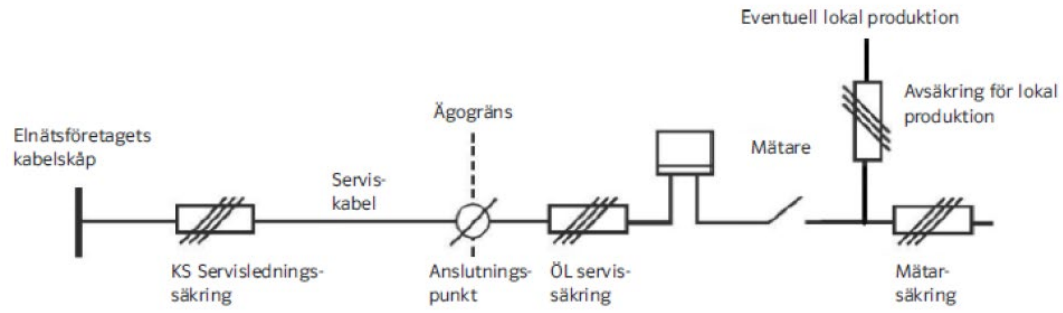 Eventuell lokal produktion
Avsäkring för lokal
produktion
Ägogräns
Elnätsföretagets
kabelskåp
Mätare
Servis-
kabel
KS Servislednings-
säkring
Anslutnings-
punkt
ÖL servis-
säkring
Mätar-
säkring